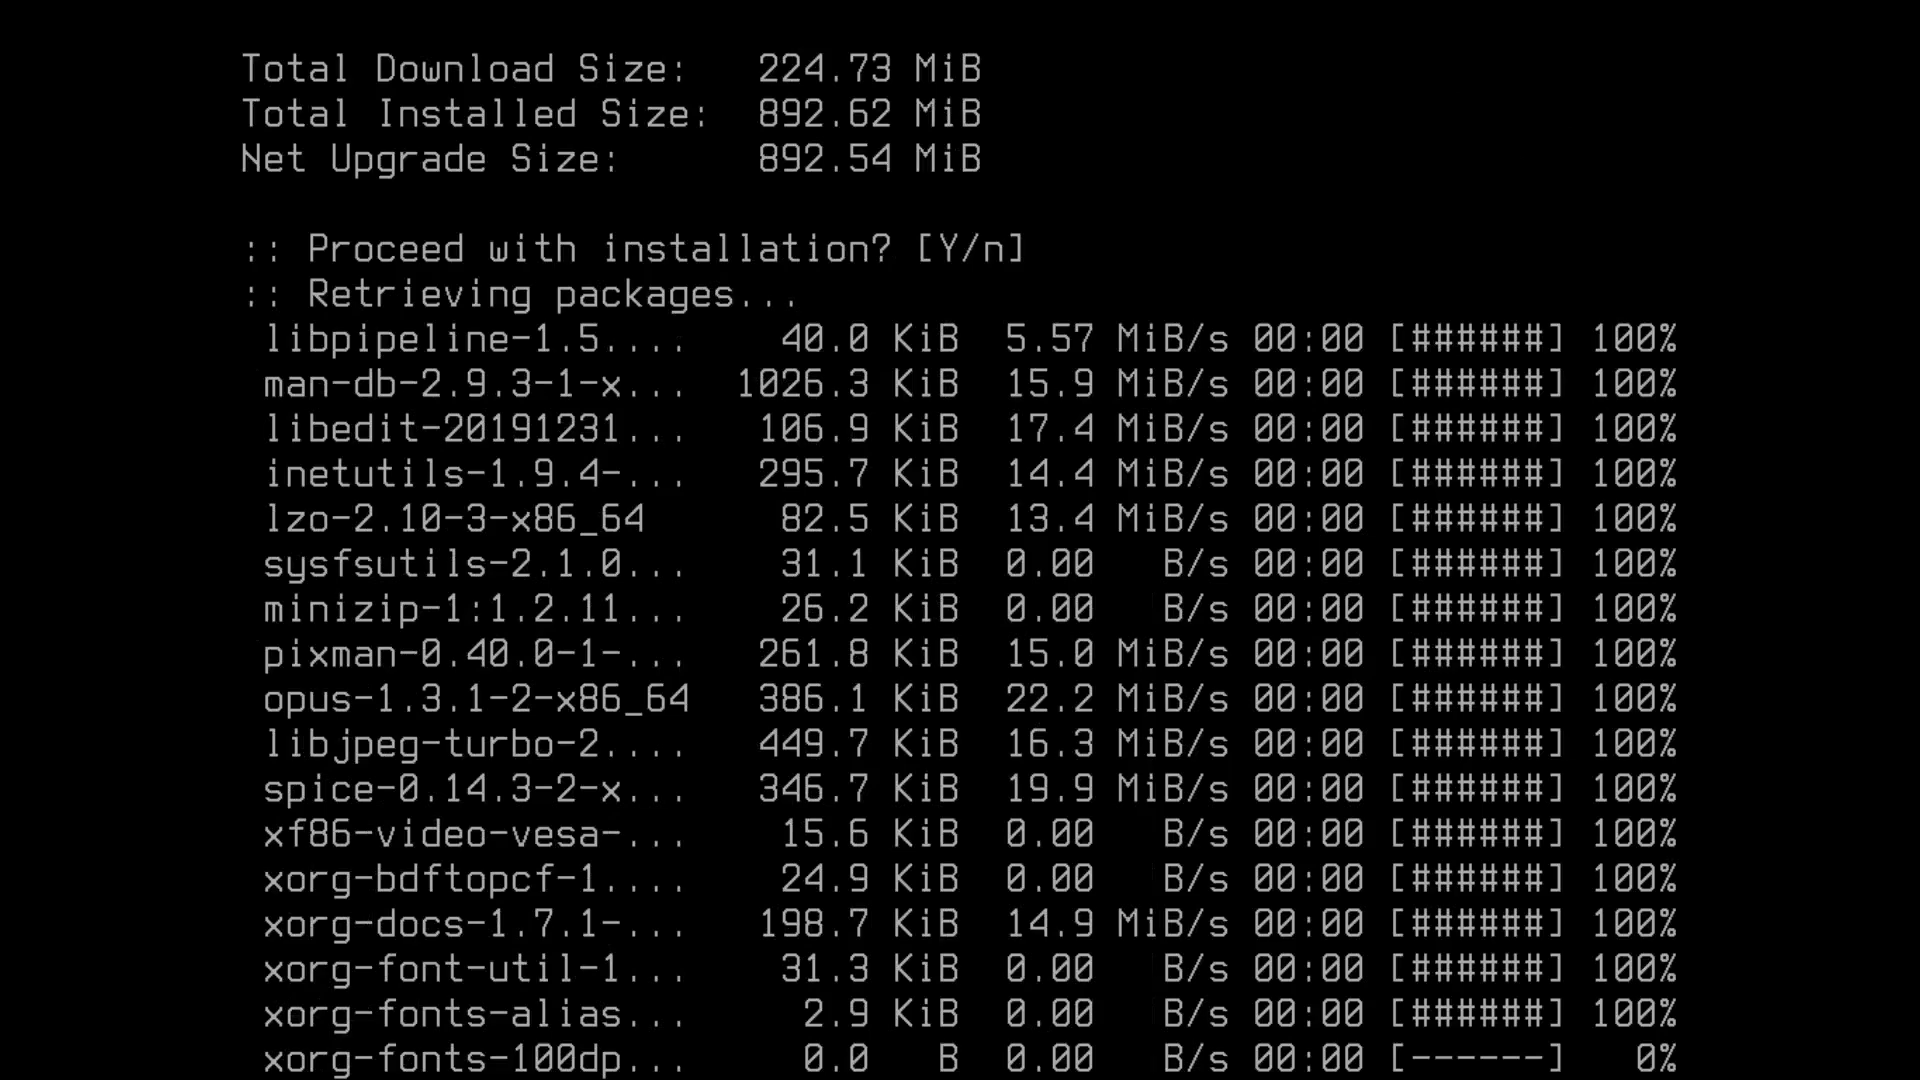 Total Download Size:   224.73 MiB
Total Installed Size:  892.62 MiB
Net Upgrade Size:      892.54 MiB
:: Proceed with installation? [Y/n]
:: Retrieving packages...
libpipeline-1.5....    40.0 KiB  5.57 MiB/s 00:00 [######] 100%
man-db-2.9.3-1-x...  1026.3 KiB  15.9 MiB/s 00:00 [######] 100%
libedit-20191231...   106.9 KiB  17.4 MiB/s 00:00 [######] 100%
inetutils-1.9.4-...   295.7 KiB  14.4 MiB/s 00:00 [######] 100%
lzo-2.10-3-x86_64      82.5 KiB  13.4 MiB/s 00:00 [######] 100%
sysfsutils-2.1.0...    31.1 KiB  0.00   B/s 00:00 [######] 100%
minizip-1:1.2.11...    26.2 KiB  0.00   B/s 00:00 [######] 100%
pixman-0.40.0-1-...   261.8 KiB  15.0 MiB/s 00:00 [######] 100%
opus-1.3.1-2-x86_64   386.1 KiB  22.2 MiB/s 00:00 [######] 100%
libjpeg-turbo-2....   449.7 KiB  16.3 MiB/s 00:00 [######] 100%
spice-0.14.3-2-x...   346.7 KiB  19.9 MiB/s 00:00 [######] 100%
xf86-video-vesa-...    15.6 KiB  0.00   B/s 00:00 [######] 100%
xorg-bdftopcf-1....    24.9 KiB  0.00   B/s 00:00 [######] 100%
xorg-docs-1.7.1-...   198.7 KiB  14.9 MiB/s 00:00 [######] 100%
xorg-font-util-1...    31.3 KiB  0.00   B/s 00:00 [######] 100%
xorg-fonts-alias...     2.9 KiB  0.00   B/s 00:00 [######] 100%
xorg-fonts-100dp...     0.0   B  0.00   B/s 00:00 [------]   0%